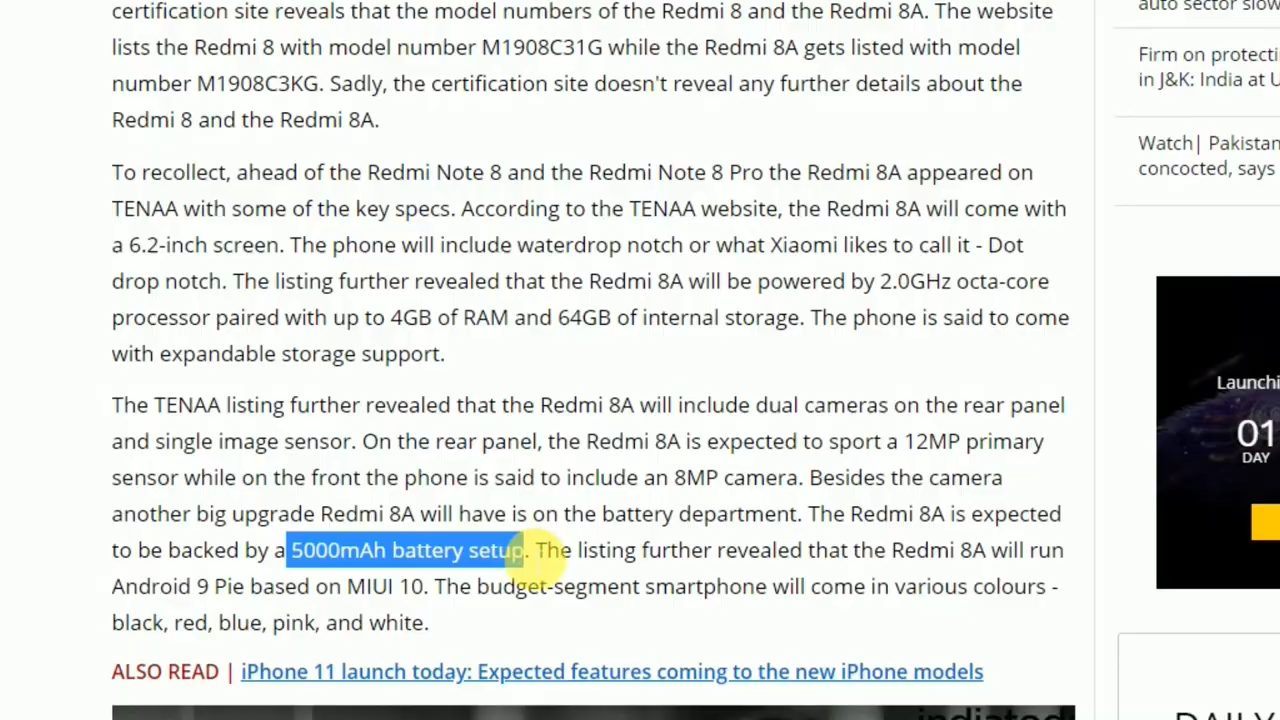 certification site reveals that the model numbers of the Redmi 8 and the Redmi 8A. The website
lists the Redmi 8 with model number M1908C31G while the Redmi 8A gets listed with model
number M1908C3KG. Sadly, the certification site doesn't reveal any further details about the
Redmi 8 and the Redmi 8A.
To recollect, ahead of the Redmi Note 8 and the Redmi Note 8 Pro the Redmi 8A appeared on
TENAA with some of the key specs. According to the TENAA website, the Redmi 8A will come with
a 6.2-inch screen. The phone will include waterdrop notch or what Xiaomi likes to call it - Dot
drop notch. The listing further revealed that the Redmi 8A will be powered by 2.0GHz octa-core
processor paired with up to 4GB of RAM and 64GB of internal storage. The phone is said to come
with expandable storage support.
The TENAA listing further revealed that the Redmi 8A will include dual cameras on the rear panel
and single image sensor. On the rear panel, the Redmi 8A is expected to sport a 12MP primary
sensor while on the front the phone is said to include an 8MP camera. Besides the camera
another big upgrade Redmi 8A will have is on the battery department. The Redmi 8A is expected
to be backed by a 5000mAh battery setup. The listing further revealed that the Redmi 8A will run
Android 9 Pie based on MIUI 10. The budget-segment smartphone will come in various colours -
black, red, blue, pink, and white.
ALSO READ | iPhone 11 launch today: Expected features coming to the new iPhone models
auto sector slow
Firm on protecti
in J&K: India at U
Watch| Pakistan
concocted, says
Launchi
01
DAY
DAILY